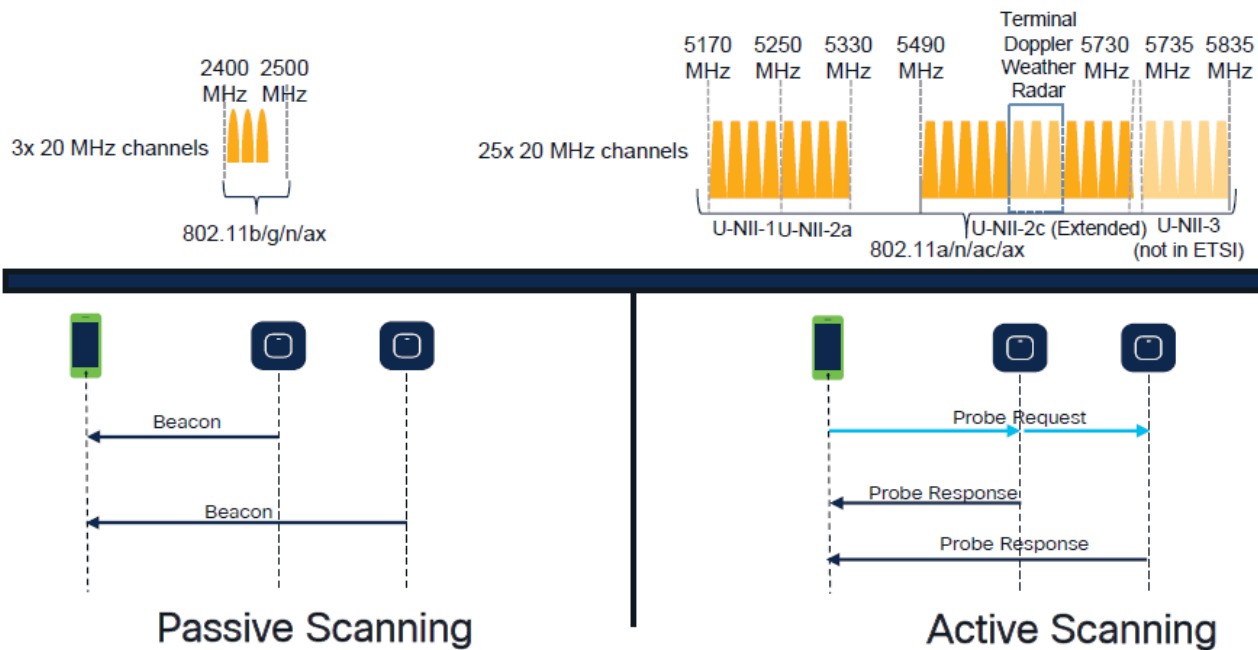 2400 2500
MHz MHz
3x 20 MHz channels
802.11b/g/n/ax
5170 5250 5330 5490
MHz MHz MHz MHz
Terminal
Doppler
Weather
Radar
5730 5735 5835
MHz MHz MHz
25x 20 MHz channels
U-NII-1 U-NII-2a U-NII-2c (Extended) U-NII-3
802.11a/n/ac/ax (not in ETSI)
Beacon
Beacon
Passive Scanning
Probe Request
Probe Response
Probe Response
Active Scanning